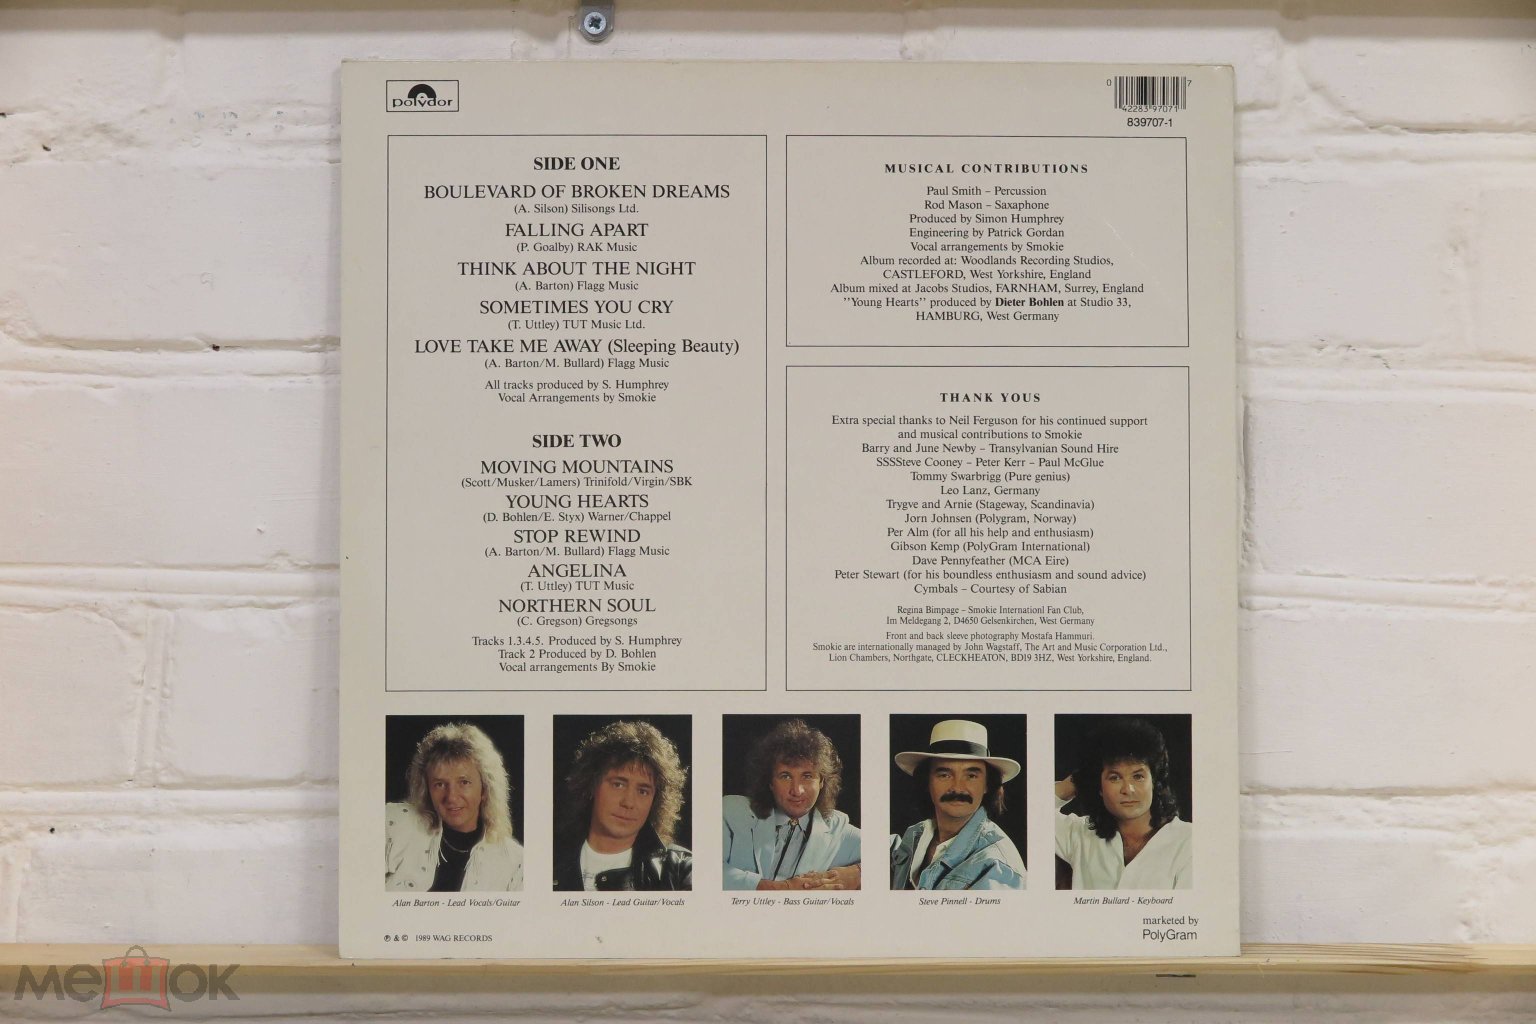 polydor
0 42283 97071 7
839707-1
SIDE ONE
BOULEVARD OF BROKEN DREAMS
(A. Silson) Silisongs Ltd.
FALLING APART
(P. Goalby) RAK Music
THINK ABOUT THE NIGHT
(A. Barton) Flagg Music
SOMETIMES YOU CRY
(T. Uttley) TUT Music Ltd.
LOVE TAKE ME AWAY (Sleeping Beauty)
(A. Barton/M. Bullard) Flagg Music
All tracks produced by S. Humphrey
Vocal Arrangements by Smokie
SIDE TWO
MOVING MOUNTAINS
(Scott/Musker/Lamers) Trinifold/Virgin/SBK
YOUNG HEARTS
(D. Bohlen/E. Styx) Warner/Chappel
STOP REWIND
(A. Barton/M. Bullard) Flagg Music
ANGELINA
(T. Uttley) TUT Music
NORTHERN SOUL
(C. Gregson) Gregsongs
Tracks 1.3.4.5. Produced by S. Humphrey
Track 2 Produced by D. Bohlen
Vocal arrangements By Smokie
MUSICAL CONTRIBUTIONS
Paul Smith – Percussion
Rod Mason – Saxaphone
Produced by Simon Humphrey
Engineering by Patrick Gordan
Vocal arrangements by Smokie
Album recorded at: Woodlands Recording Studios,
CASTLEFORD, West Yorkshire, England
Album mixed at Jacobs Studios, FARNHAM, Surrey, England
''Young Hearts'' produced by Dieter Bohlen at Studio 33,
HAMBURG, West Germany
THANK YOUS
Extra special thanks to Neil Ferguson for his continued support
and musical contributions to Smokie
Barry and June Newby – Transylvanian Sound Hire
SSSSteve Cooney – Peter Kerr – Paul McGlue
Tommy Swarbrigg (Pure genius)
Leo Lanz, Germany
Trygve and Arnie (Stageway, Scandinavia)
Jorn Johnsen (Polygram, Norway)
Per Alm (for all his help and enthusiasm)
Gibson Kemp (PolyGram International)
Dave Pennyfeather (MCA Eire)
Peter Stewart (for his boundless enthusiasm and sound advice)
Cymbals – Courtesy of Sabian
Regina Bimpage – Smokie Internationl Fan Club,
Im Meldegang 2, D4650 Gelsenkirchen, West Germany
Front and back sleeve photography Mostafa Hammuri.
Smokie are internationally managed by John Wagstaff, The Art and Music Corporation Ltd.,
Lion Chambers, Northgate, CLECKHEATON, BD19 3HZ, West Yorkshire, England.
Alan Barton - Lead Vocals/Guitar
Alan Silson - Lead Guitar/Vocals
Terry Uttley - Bass Guitar/Vocals
Steve Pinnell - Drums
Martin Bullard - Keyboard
marketed by
PolyGram
℗ & © 1989 WAG RECORDS
мешок